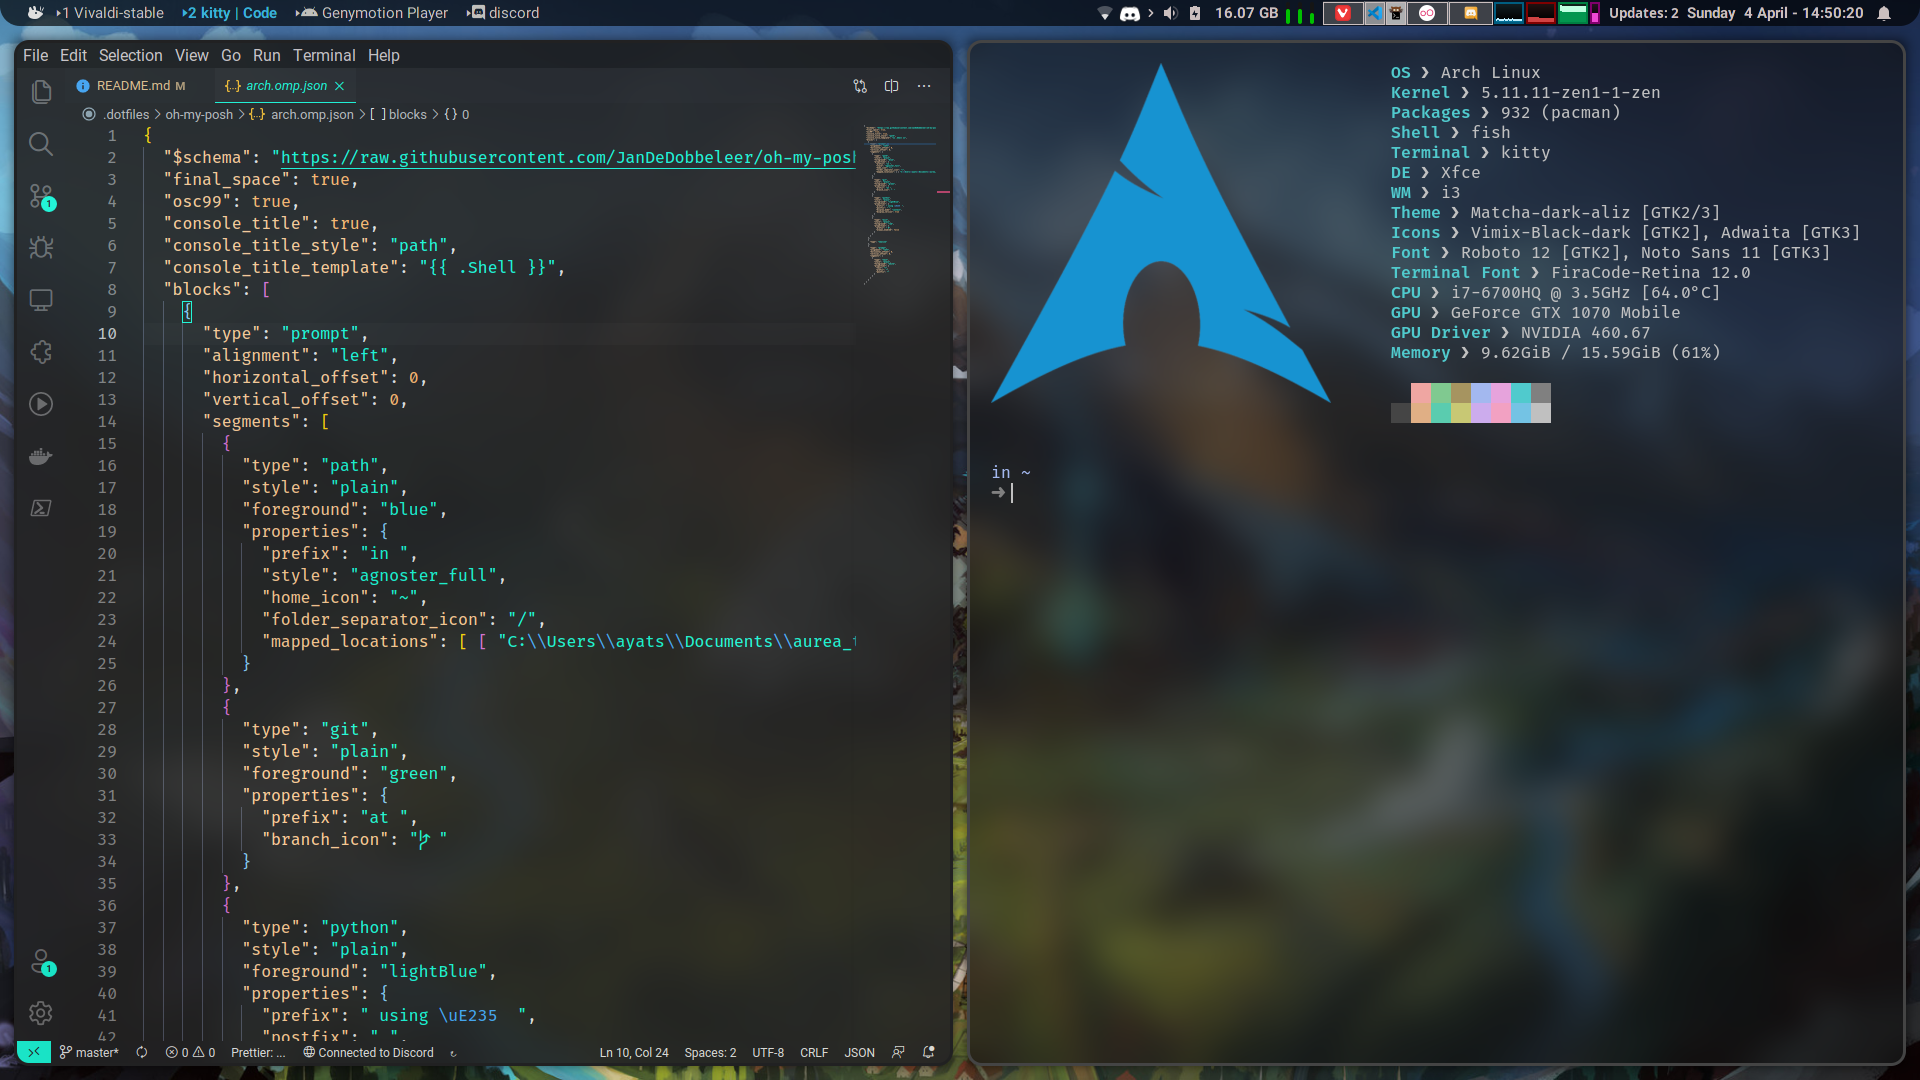 1 Vivaldi-stable
2 kitty | Code
Genymotion Player
discord
16.07 GB
Updates: 2
Sunday 4 April - 14:50:20
File Edit Selection View Go Run Terminal Help
README.md M
{..} arch.omp.json
.dotfiles > oh-my-posh > {..} arch.omp.json > [ ] blocks > {} 0
1 {
2 "$schema": "https://raw.githubusercontent.com/JanDeDobbeleer/oh-my-posh
3 "final_space": true,
4 "osc99": true,
5 "console_title": true,
6 "console_title_style": "path",
7 "console_title_template": "{{ .Shell }}",
8 "blocks": [
9 {
10 "type": "prompt",
11 "alignment": "left",
12 "horizontal_offset": 0,
13 "vertical_offset": 0,
14 "segments": [
15 {
16 "type": "path",
17 "style": "plain",
18 "foreground": "blue",
19 "properties": {
20 "prefix": "in ",
21 "style": "agnoster_full",
22 "home_icon": "~",
23 "folder_separator_icon": "/",
24 "mapped_locations": [ [ "C:\\Users\\ayats\\Documents\\aurea_
25 }
26 },
27 {
28 "type": "git",
29 "style": "plain",
30 "foreground": "green",
31 "properties": {
32 "prefix": "at ",
33 "branch_icon": " "
34 }
35 },
36 {
37 "type": "python",
38 "style": "plain",
39 "foreground": "lightBlue",
40 "properties": {
41 "prefix": " using \uE235  ",
42 "postfix": " "
1
1
master*
0
0
Prettier: ...
Connected to Discord
Ln 10, Col 24
Spaces: 2
UTF-8
CRLF
JSON
OS ❯ Arch Linux
Kernel ❯ 5.11.11-zen1-1-zen
Packages ❯ 932 (pacman)
Shell ❯ fish
Terminal ❯ kitty
DE ❯ Xfce
WM ❯ i3
Theme ❯ Matcha-dark-aliz [GTK2/3]
Icons ❯ Vimix-Black-dark [GTK2], Adwaita [GTK3]
Font ❯ Roboto 12 [GTK2], Noto Sans 11 [GTK3]
Terminal Font ❯ FiraCode-Retina 12.0
CPU ❯ i7-6700HQ @ 3.5GHz [64.0°C]
GPU ❯ GeForce GTX 1070 Mobile
GPU Driver ❯ NVIDIA 460.67
Memory ❯ 9.62GiB / 15.59GiB (61%)
in ~
➜